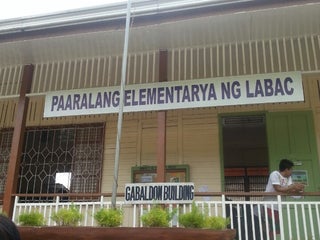 PAARALANG ELEMENTARYA NG LABAC
GABALDON BUILDING